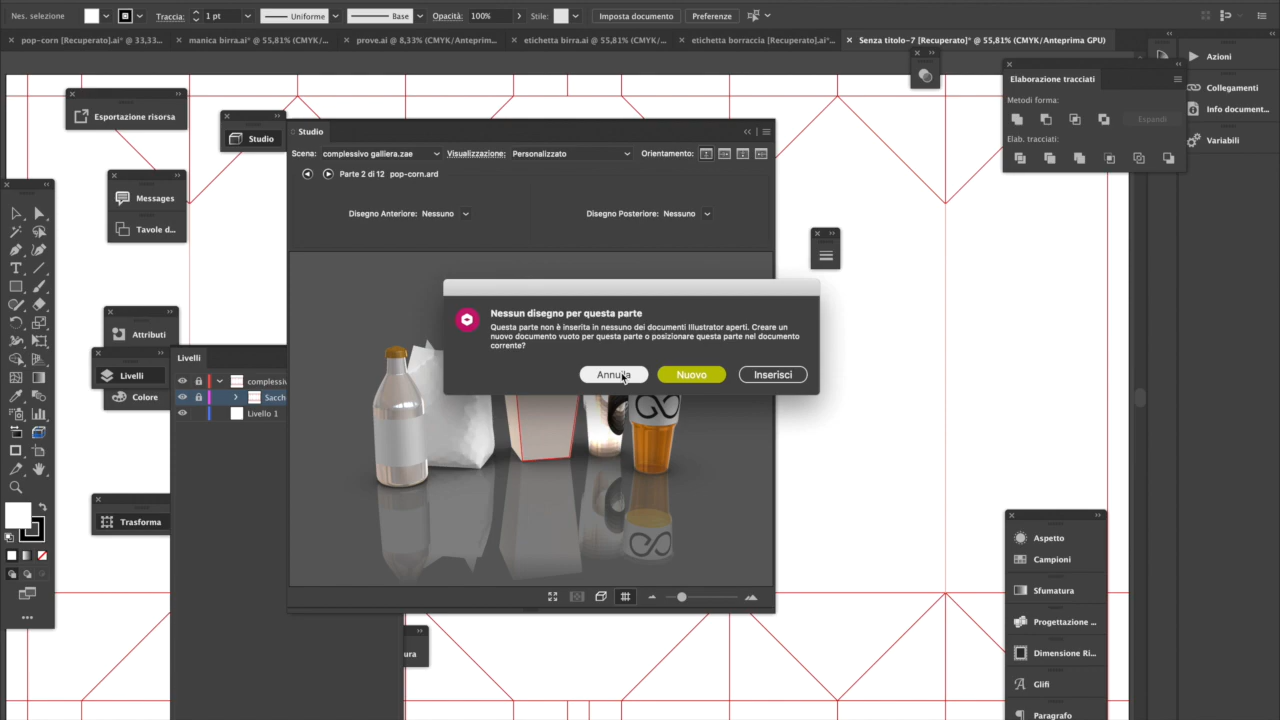 Nes. selezione
Traccia:
1 pt
Uniforme
Base
Opacità:
100%
Stile:
Imposta documento
Preferenze
pop-corn [Recuperato].ai* @ 33,33...
manica birra.ai* @ 55,81% (CMYK/...
prove.ai @ 8,33% (CMYK/Anteprim...
etichetta birra.ai @ 55,81% (CMYK/...
etichetta borraccia [Recuperato].ai*...
Senza titolo-7 [Recuperato]* @ 55,81% (CMYK/Anteprima GPU)
Esportazione risorsa
Studio
Messages
Tavole d...
Attributi
Livelli
Colore
Trasforma
Livelli
complessiv
Sacch
Livello 1
Studio
Scena: complessivo galliera.zae
Visualizzazione: Personalizzato
Orientamento:
Parte 2 di 12 pop-corn.ard
Disegno Anteriore: Nessuno
Disegno Posteriore: Nessuno
Nessun disegno per questa parte
Questa parte non è inserita in nessuno dei documenti Illustrator aperti. Creare un
nuovo documento vuoto per questa parte o posizionare questa parte nel documento
corrente?
Annulla
Nuovo
Inserisci
ura
Elaborazione tracciati
Metodi forma:
Espandi
Elab. tracciati:
Azioni
Collegamenti
Info document...
Variabili
Aspetto
Campioni
Sfumatura
Progettazione ...
Dimensione Ri...
Glifi
Paragrafo